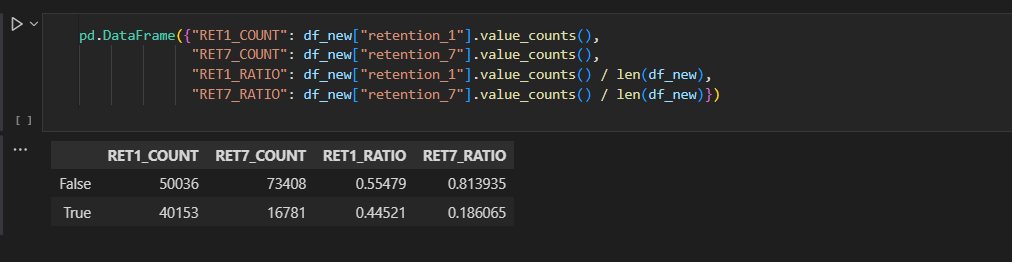 pd.DataFrame({"RET1_COUNT": df_new["retention_1"].value_counts(),
"RET7_COUNT": df_new["retention_7"].value_counts(),
"RET1_RATIO": df_new["retention_1"].value_counts() / len(df_new),
"RET7_RATIO": df_new["retention_7"].value_counts() / len(df_new)})
[ ]
...
RET1_COUNT RET7_COUNT RET1_RATIO RET7_RATIO
False 50036 73408 0.55479 0.813935
True 40153 16781 0.44521 0.186065